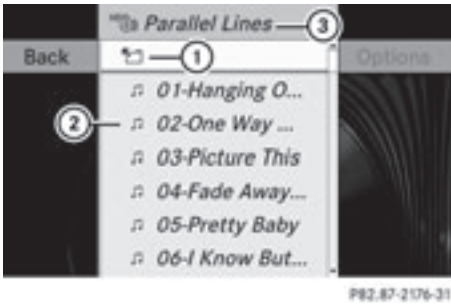 Parallel Lines
3
Back
1
Options
01-Hanging O...
2
02-One Way ...
03-Picture This
04-Fade Away...
05-Pretty Baby
06-I Know But...
P82.87-2176-31